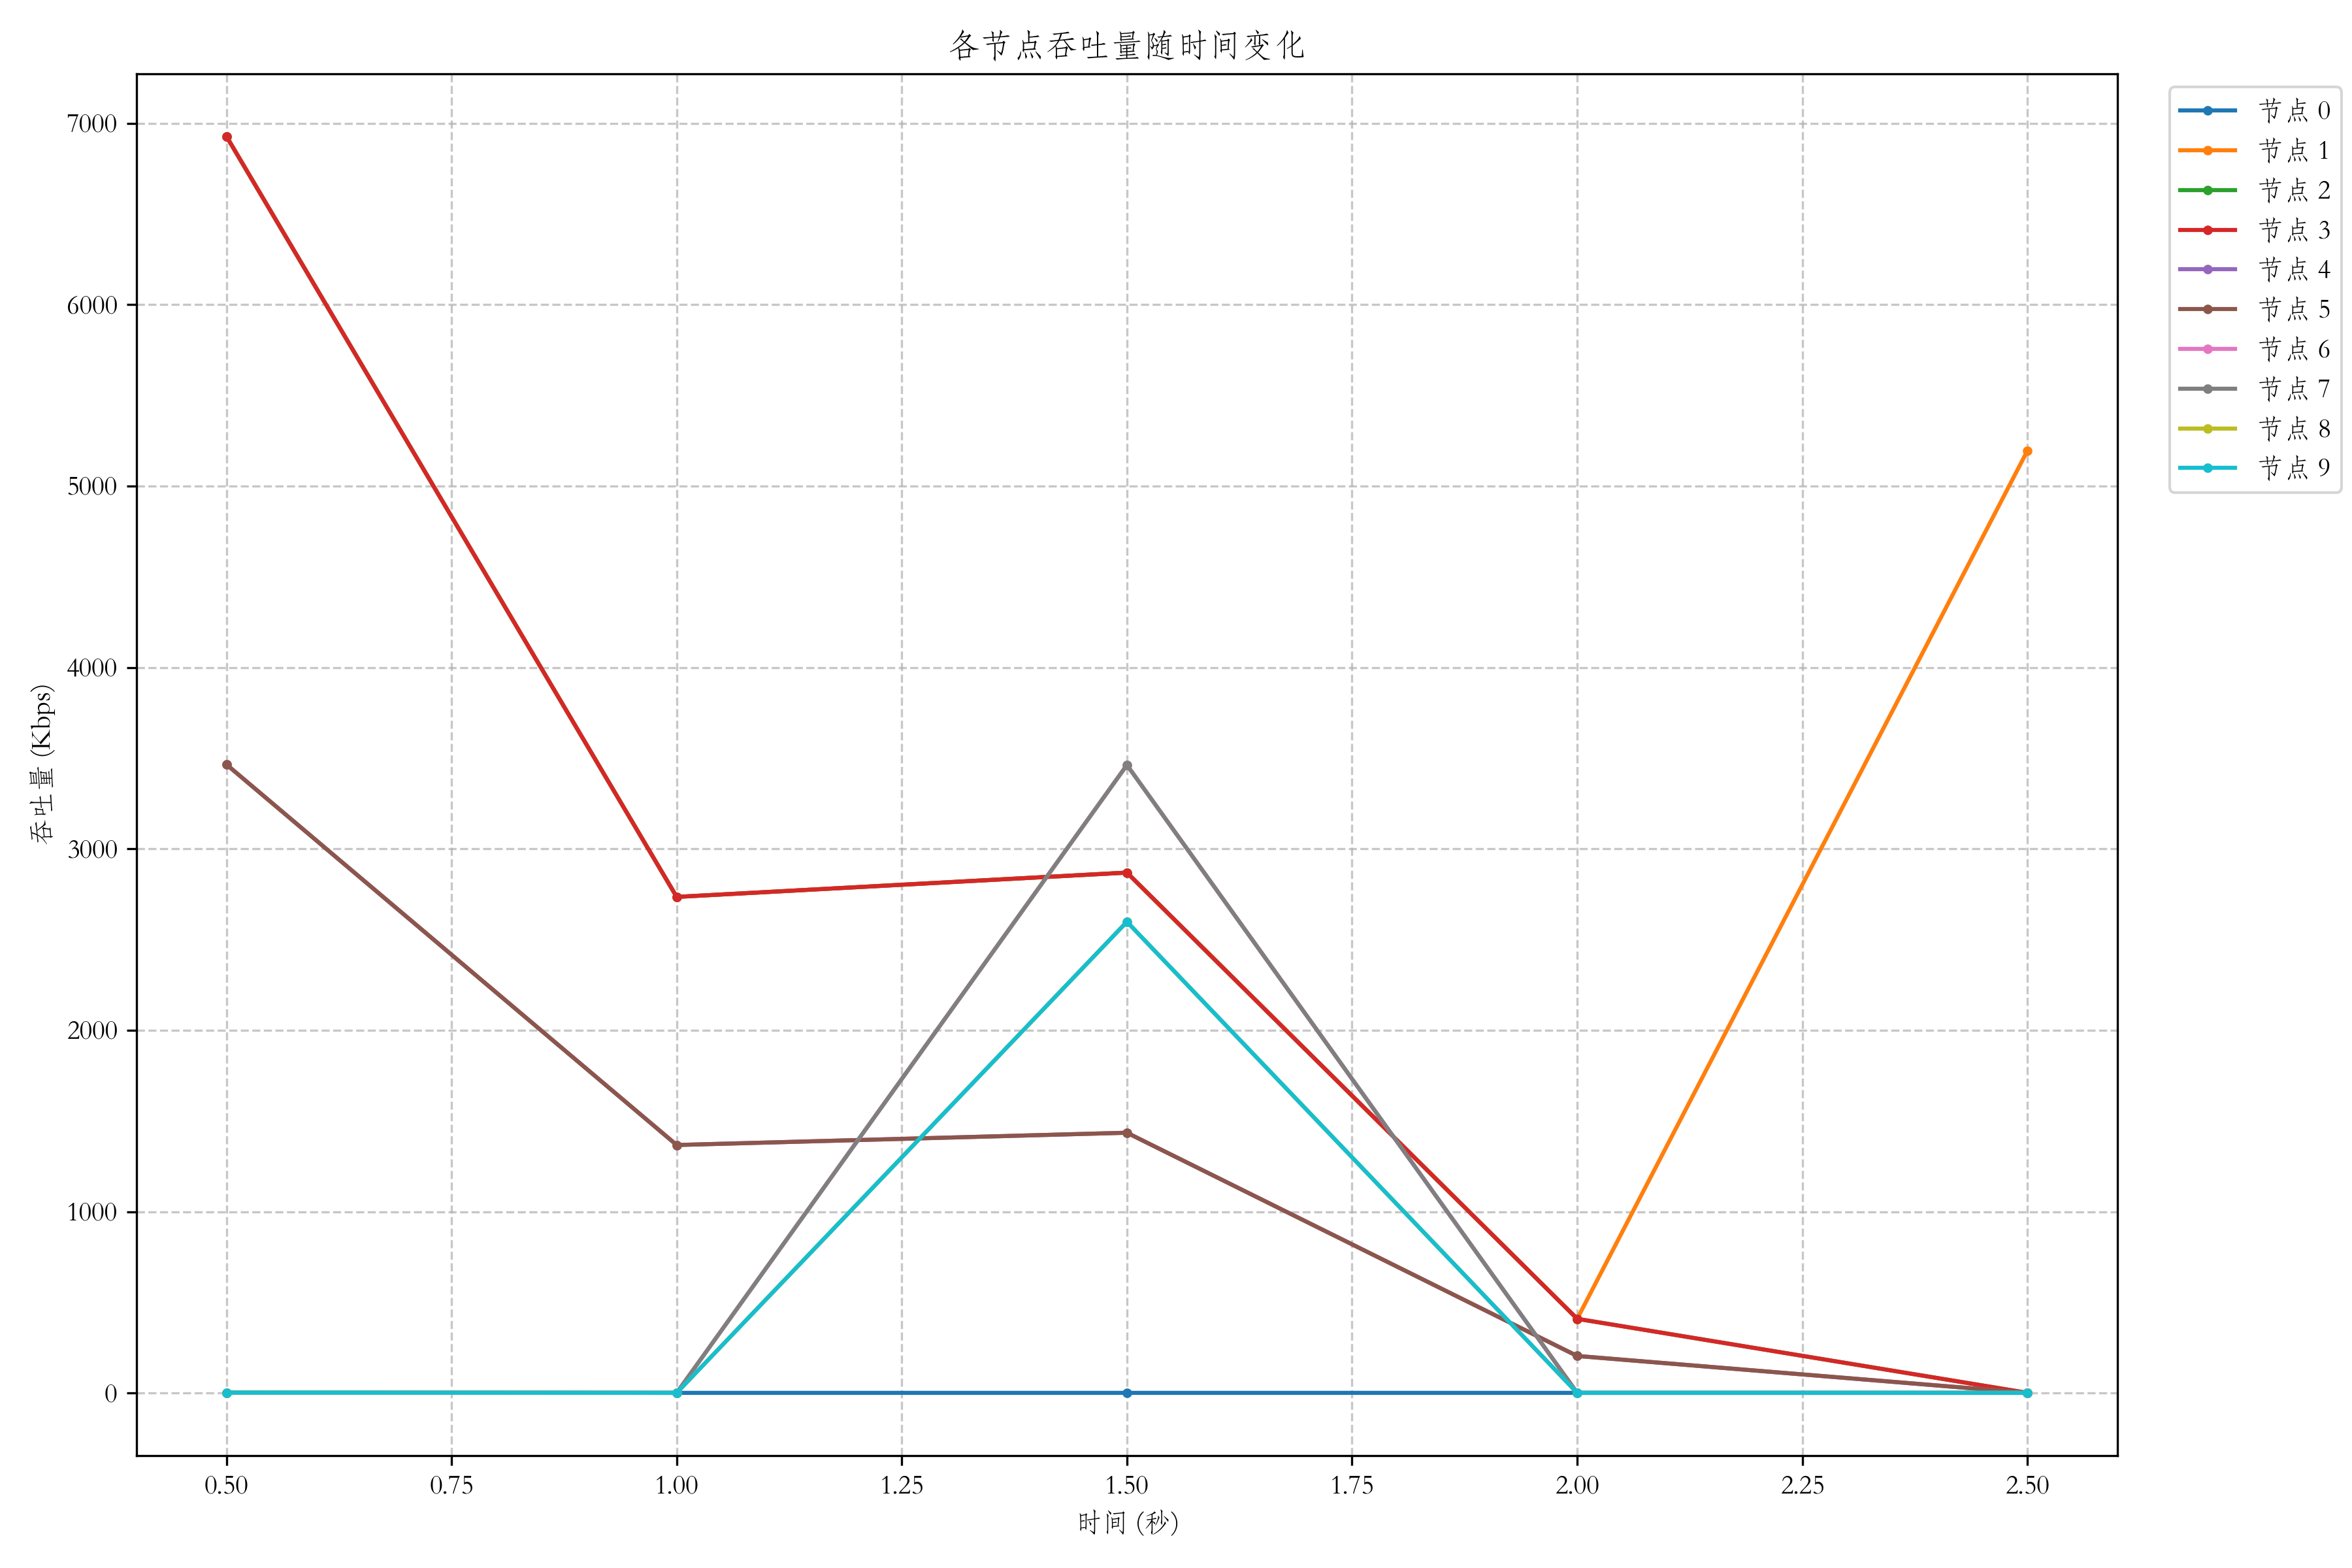 各节点吞吐量随时间变化
吞吐量 (Kbps)
7000
6000
5000
4000
3000
2000
1000
0
0.50 0.75 1.00 1.25 1.50 1.75 2.00 2.25 2.50
时间 (秒)
节点 0
节点 1
节点 2
节点 3
节点 4
节点 5
节点 6
节点 7
节点 8
节点 9